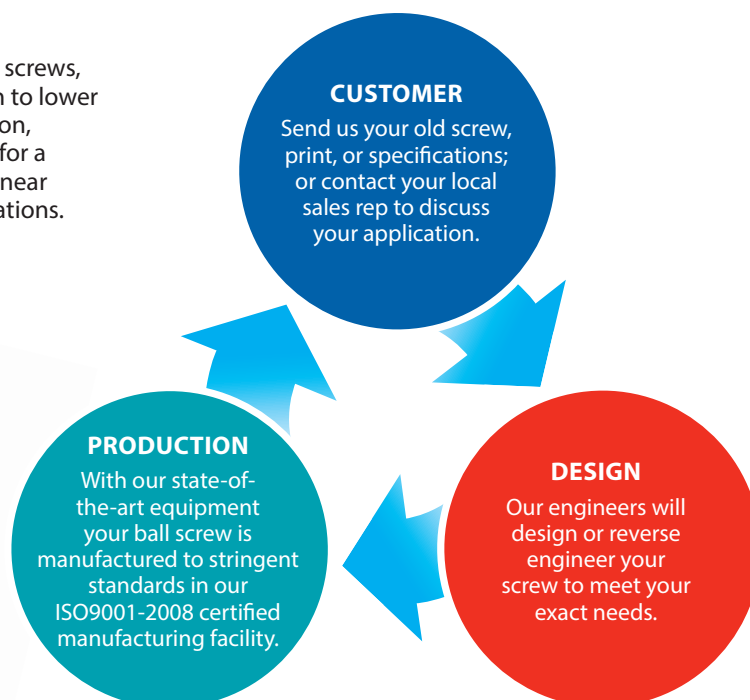 screws,
to lower
on,
for a
near
ations.
CUSTOMER
Send us your old screw,
print, or specifications;
or contact your local
sales rep to discuss
your application.
PRODUCTION
With our state-of-
the-art equipment
your ball screw is
manufactured to stringent
standards in our
ISO9001-2008 certified
manufacturing facility.
DESIGN
Our engineers will
design or reverse
engineer your
screw to meet your
exact needs.